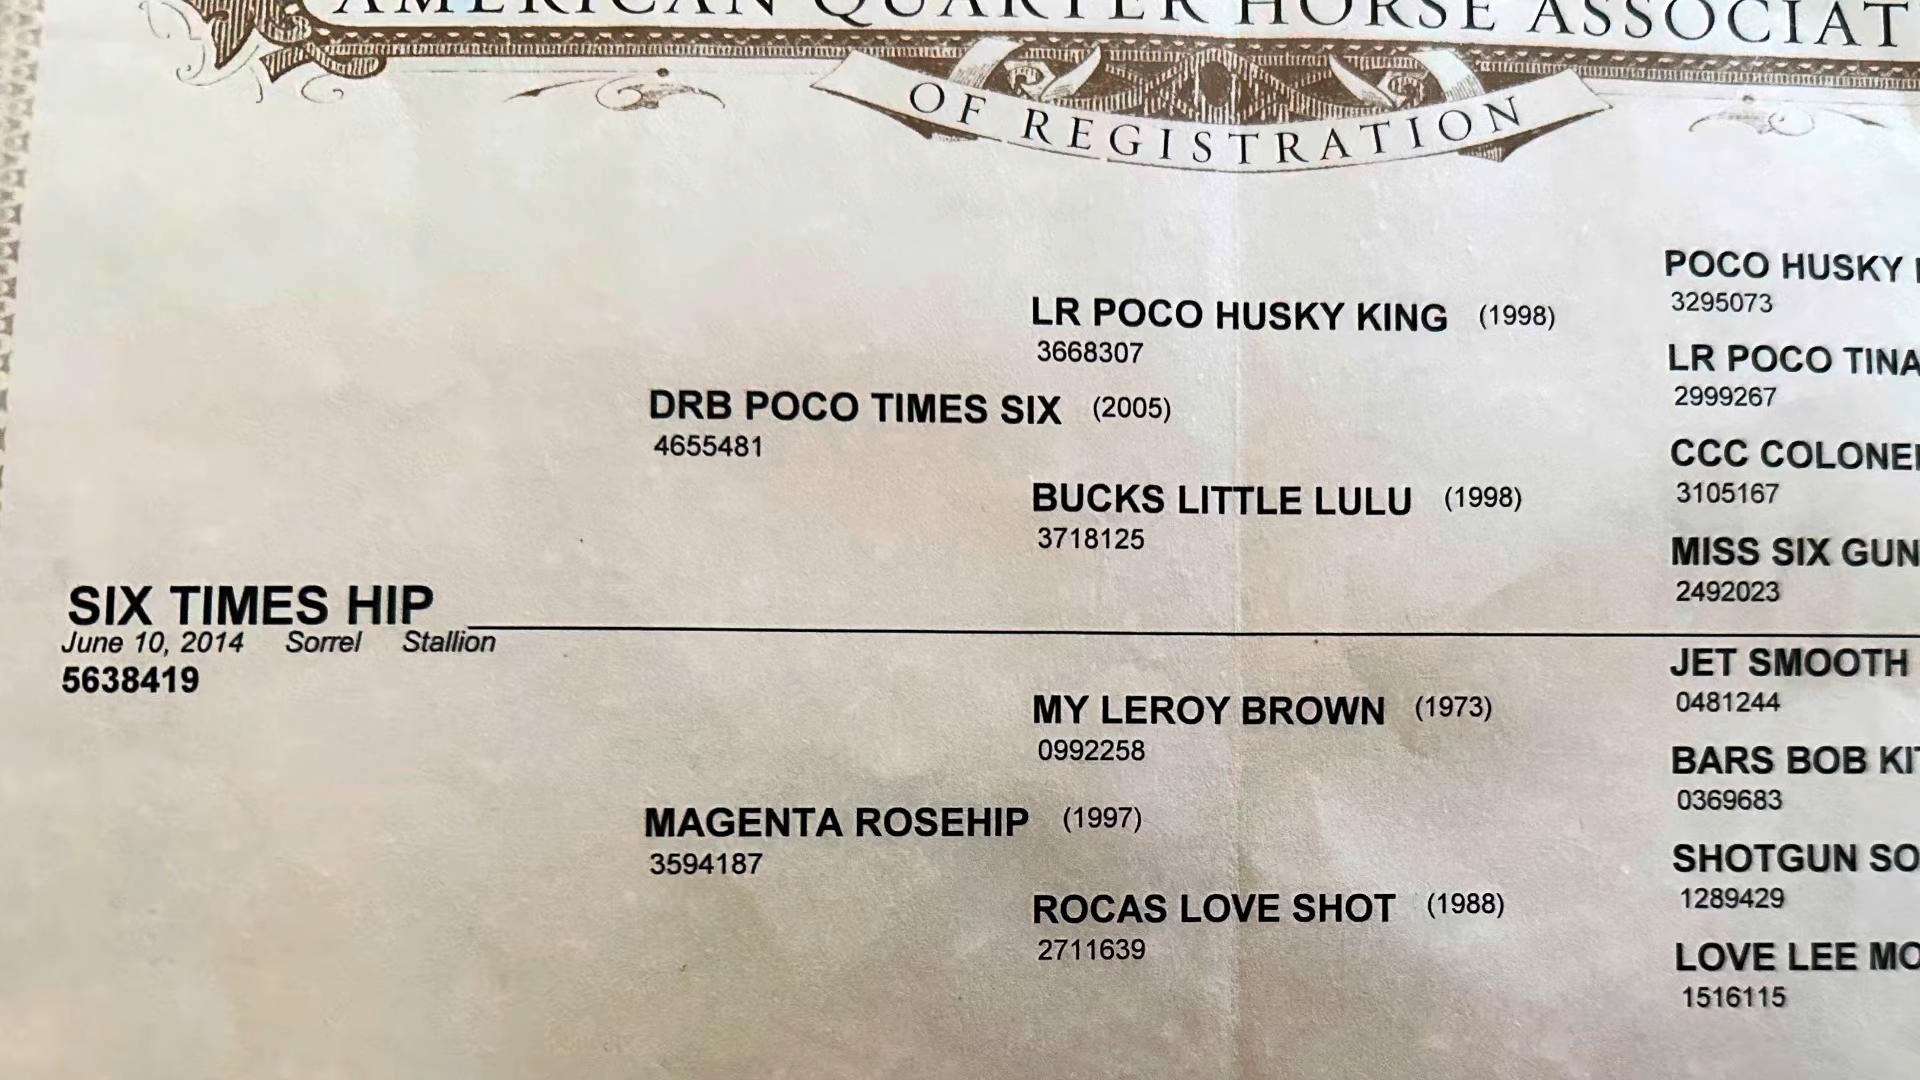 AMERICAN QUARTER HORSE ASSOCIAT
OF REGISTRATION
POCO HUSKY
3295073
LR POCO HUSKY KING (1998)
3668307
LR POCO TINA
2999267
DRB POCO TIMES SIX (2005)
4655481
CCC COLONEL
3105167
BUCKS LITTLE LULU (1998)
3718125
MISS SIX GUN
2492023
SIX TIMES HIP
June 10, 2014 Sorrel Stallion
5638419
JET SMOOTH
0481244
MY LEROY BROWN (1973)
0992258
BARS BOB KIT
0369683
MAGENTA ROSEHIP (1997)
3594187
SHOTGUN SO
1289429
ROCAS LOVE SHOT (1988)
2711639
LOVE LEE MO
1516115